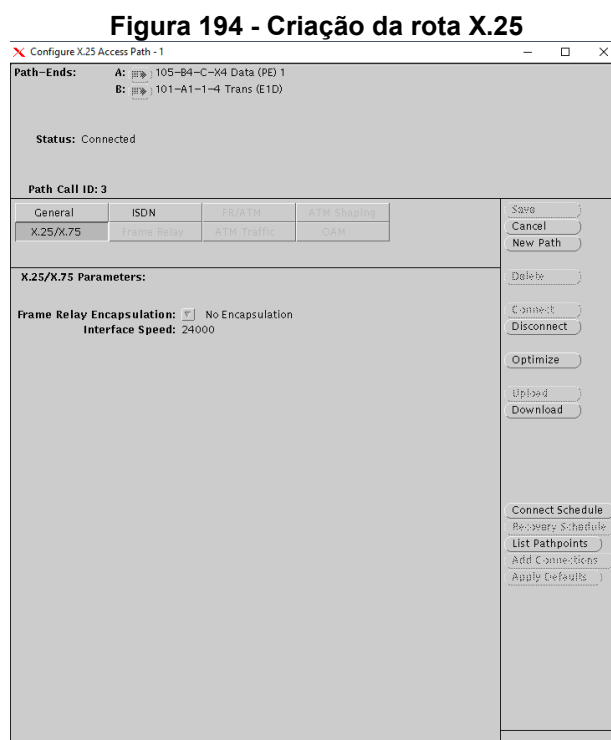 Figura 194 - Criação da rota X.25
Configure X.25 Access Path - 1
Path-Ends: A: 105-B4-C-X4 Data (PE) 1
B: 101-A1-1-4 Trans (E1D)
Status: Connected
Path Call ID: 3
General ISDN FR/ATM ATM Shaping
X.25/X.75 Frame Relay ATM Traffic OAM
X.25/X.75 Parameters:
Frame Relay Encapsulation: No Encapsulation
Interface Speed: 24000
Save
Cancel
New Path
Delete
Connect
Disconnect
Optimize
Upload
Download
Connect Schedule
Recovery Schedule
List Pathpoints
Add Connections
Apply Defaults